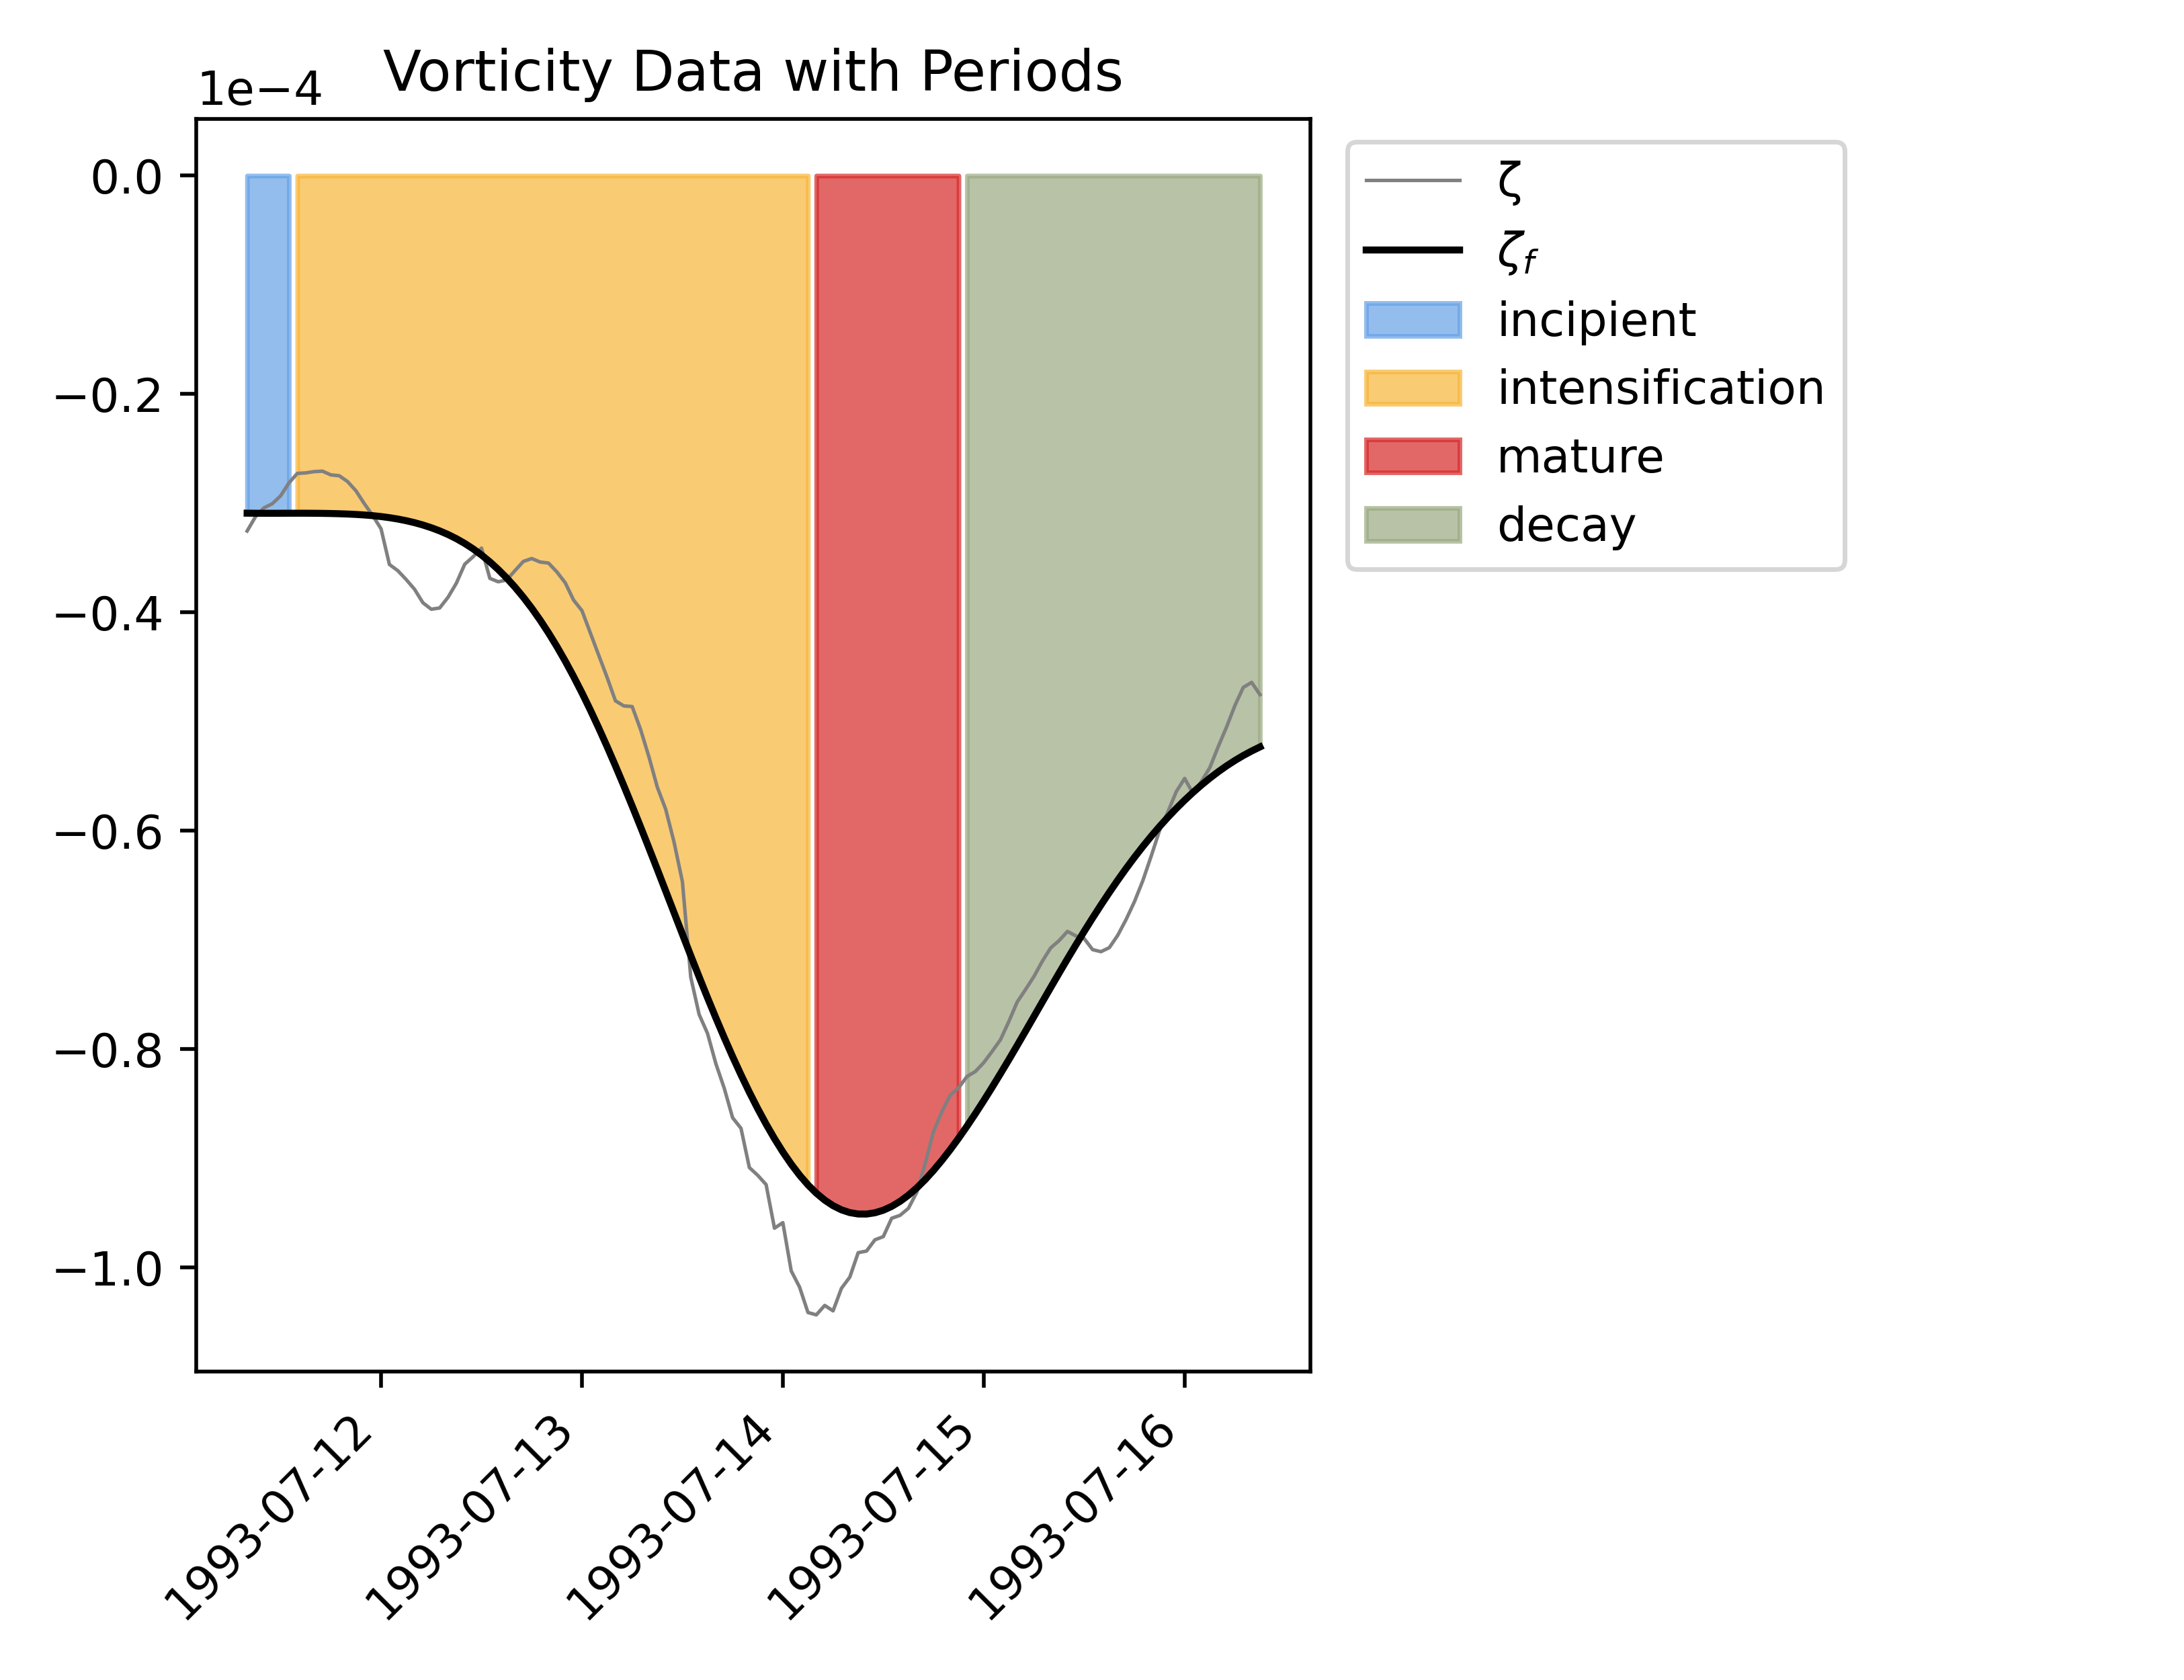 Vorticity Data with Periods
1e−4
0.0
−0.2
−0.4
−0.6
−0.8
−1.0
1993-07-12
1993-07-13
1993-07-14
1993-07-15
1993-07-16
ζ
ζf
incipient
intensification
mature
decay